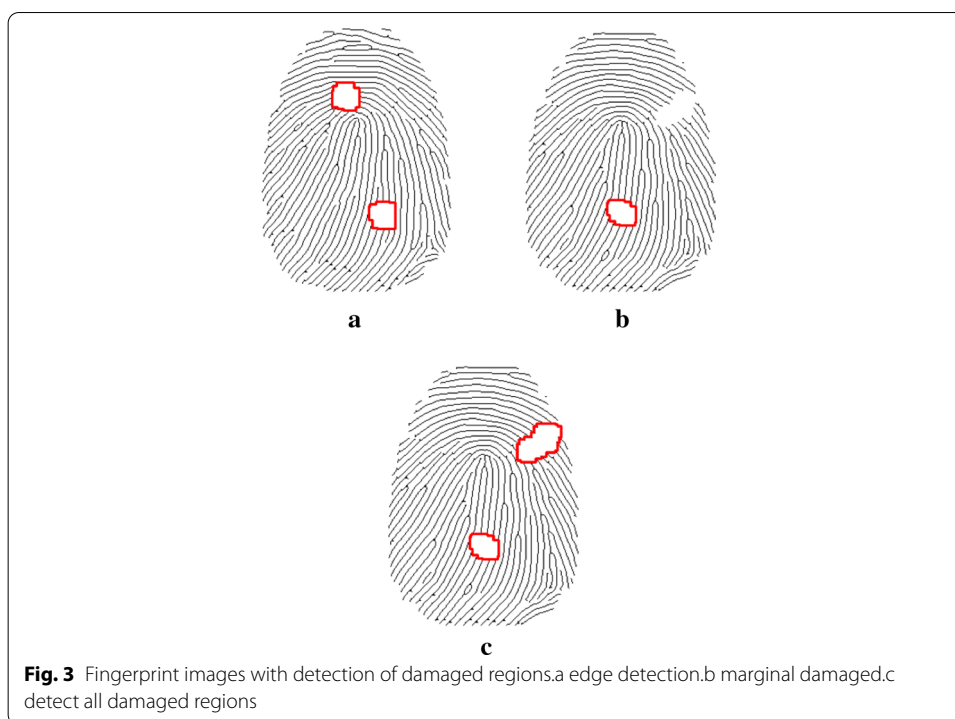 a
b
c
Fig. 3 Fingerprint images with detection of damaged regions.a edge detection.b marginal damaged.c
detect all damaged regions